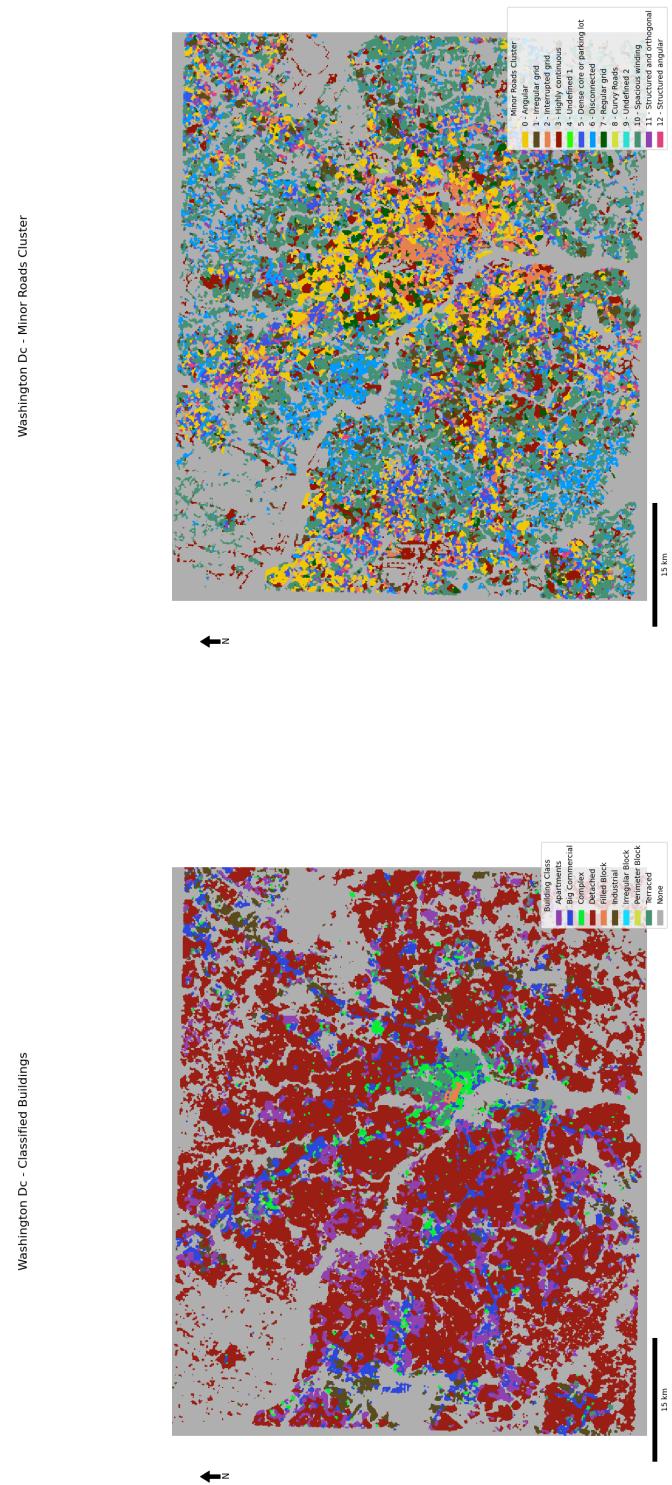 Washington Dc - Minor Roads Cluster
Minor Roads Cluster
0 - Angular
1 - Irregular grid
2 - Interrupted grid
3 - Highly continuous
4 - Undefined 1
5 - Dense core or parking lot
6 - Disconnected
7 - Regular grid
8 - Curvy Roads
9 - Undefined 2
10 - Spacious winding
11 - Structured and orthogonal
12 - Structured angular
15 km
N
Washington Dc - Classified Buildings
Building Class
Apartments
Big Commercial
Complex
Detached
Filled Block
Industrial
Irregular Block
Perimeter Block
Terraced
None
15 km
N